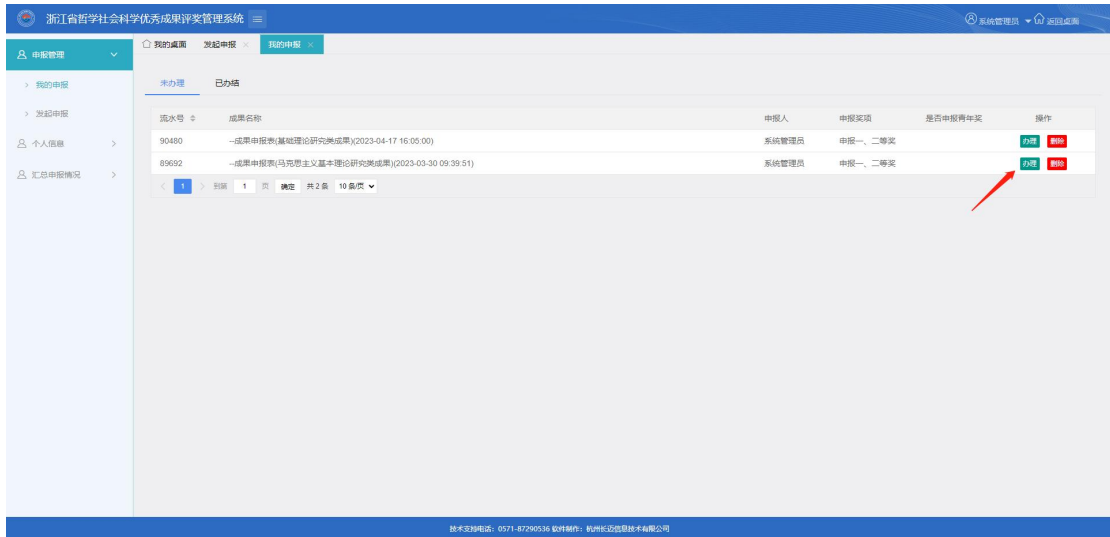 浙江省哲学社会科学优秀成果评奖管理系统
系统管理员 返回桌面
申报管理
我的申报
发起申报
个人信息
汇总申报情况
我的桌面 发起申报 我的申报
未办理 已办结
流水号 成果名称 申报人 申报奖项 是否申报青年奖 操作
90480 --成果申报表(基础理论研究类成果)(2023-04-17 16:05:00) 系统管理员 申报一、二等奖 办理 删除
89692 --成果申报表(马克思主义基本理论研究类成果)(2023-03-30 09:39:51) 系统管理员 申报一、二等奖 办理 删除
1 到第 1 页 确定 共 2 条 10 条/页
技术支持电话：0571-87290536 软件制作：杭州长迈信息技术有限公司